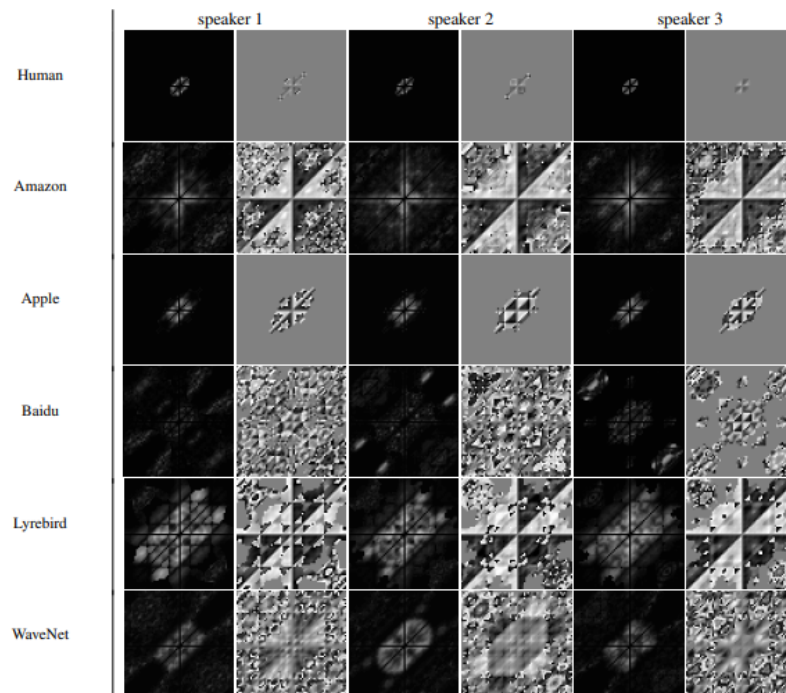 speaker 1 speaker 2 speaker 3
Human
Amazon
Apple
Baidu
Lyrebird
WaveNet